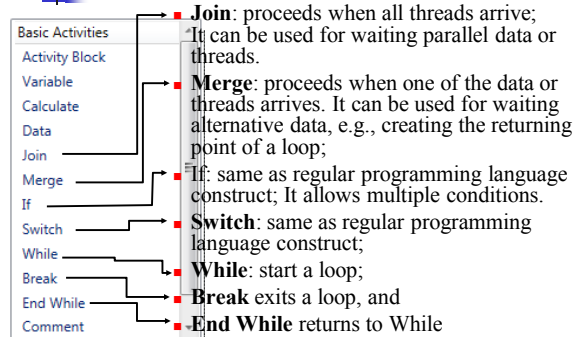 Basic Activities
Activity Block
Variable
Calculate
Data
Join
Merge
If
Switch
While
Break
End While
Comment
Join: proceeds when all threads arrive;
It can be used for waiting parallel data or
threads.
Merge: proceeds when one of the data or
threads arrives. It can be used for waiting
alternative data, e.g., creating the returning
point of a loop;
If: same as regular programming language
construct; It allows multiple conditions.
Switch: same as regular programming
language construct;
While: start a loop;
Break exits a loop, and
End While returns to While